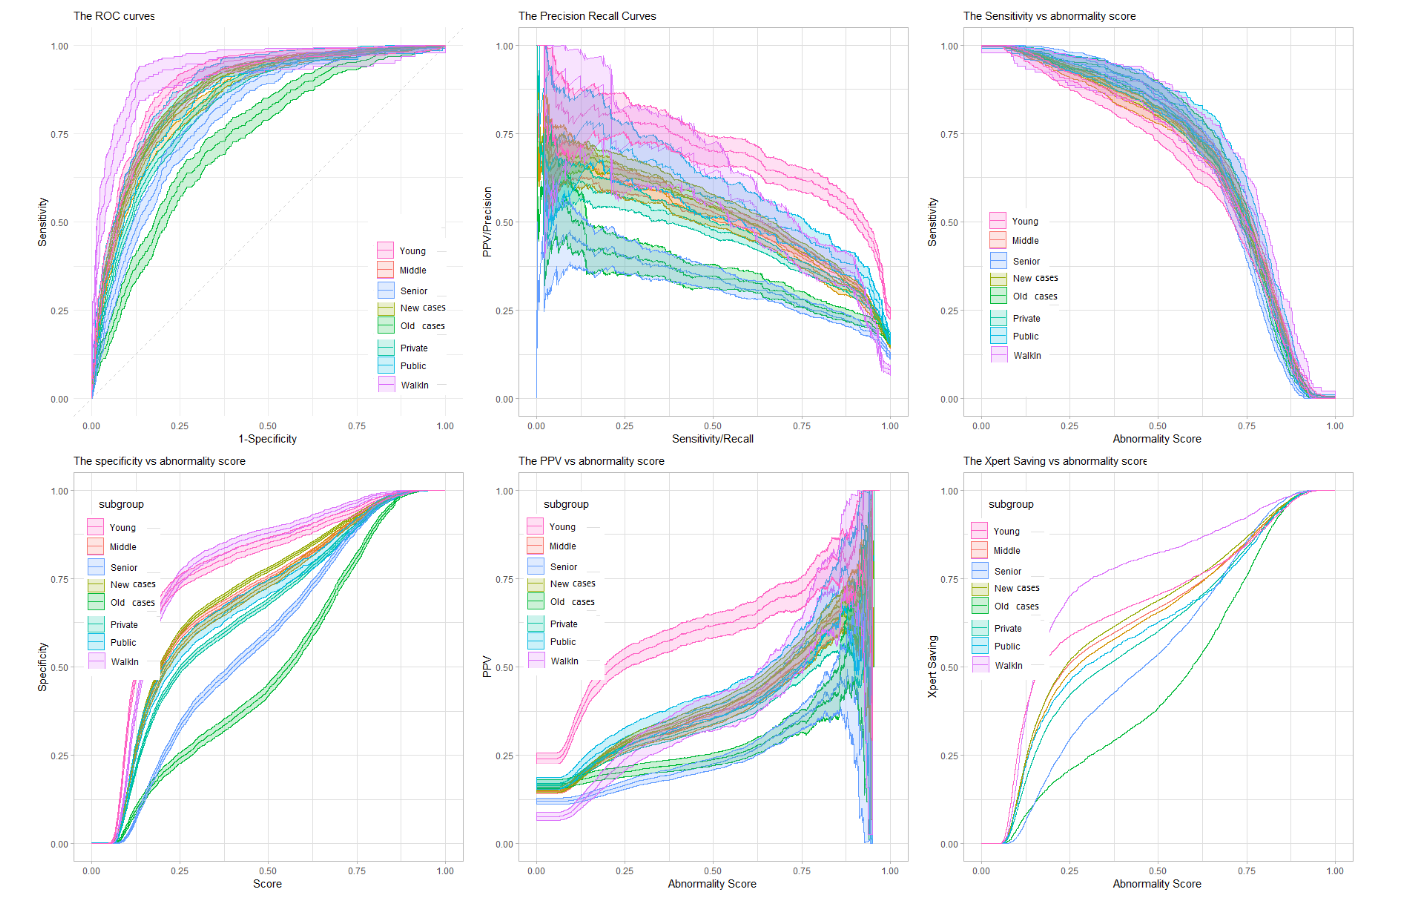 The ROC curves
1.00
0.75
0.50
0.25
0.00
Sensitivity
Young
Middle
Senior
New cases
Old cases
Private
Public
WalkIn
0.00 0.25 0.50 0.75 1.00
1-Specificity
The Precision Recall Curves
1.00
0.75
0.50
0.25
0.00
PPV/Precision
0.00 0.25 0.50 0.75 1.00
Sensitivity/Recall
The Sensitivity vs abnormality score
1.00
0.75
0.50
0.25
0.00
Sensitivity
Young
Middle
Senior
New cases
Old cases
Private
Public
WalkIn
0.00 0.25 0.50 0.75 1.00
Abnormality Score
The specificity vs abnormality score
1.00
0.75
0.50
0.25
0.00
Specificity
subgroup
Young
Middle
Senior
New cases
Old cases
Private
Public
WalkIn
0.00 0.25 0.50 0.75 1.00
Score
The PPV vs abnormality score
1.00
0.75
0.50
0.25
0.00
PPV
subgroup
Young
Middle
Senior
New cases
Old cases
Private
Public
WalkIn
0.00 0.25 0.50 0.75 1.00
Abnormality Score
The Xpert Saving vs abnormality score
1.00
0.75
0.50
0.25
0.00
Xpert Saving
subgroup
Young
Middle
Senior
New cases
Old cases
Private
Public
WalkIn
0.00 0.25 0.50 0.75 1.00
Abnormality Score